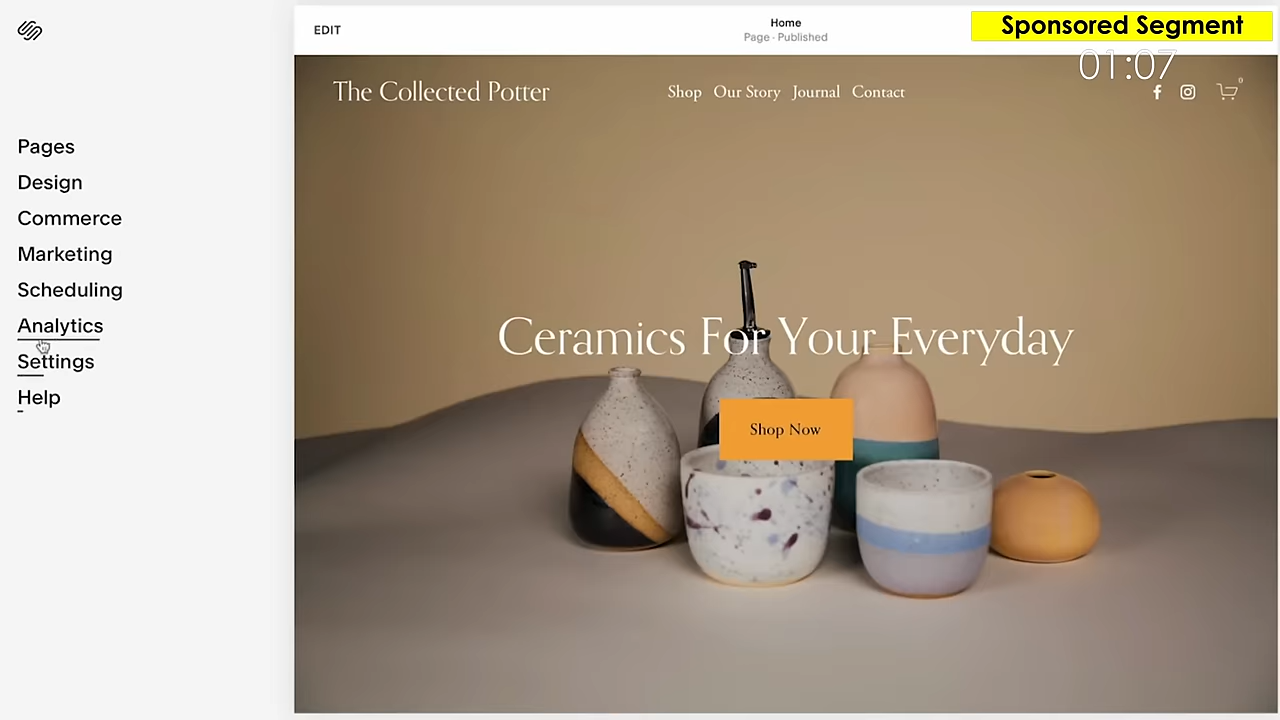 EDIT
Home
Page · Published
Sponsored Segment
01:07
The Collected Potter
Shop Our Story Journal Contact
0
Pages
Design
Commerce
Marketing
Scheduling
Analytics
Settings
Help
Ceramics For Your Everyday
Shop Now